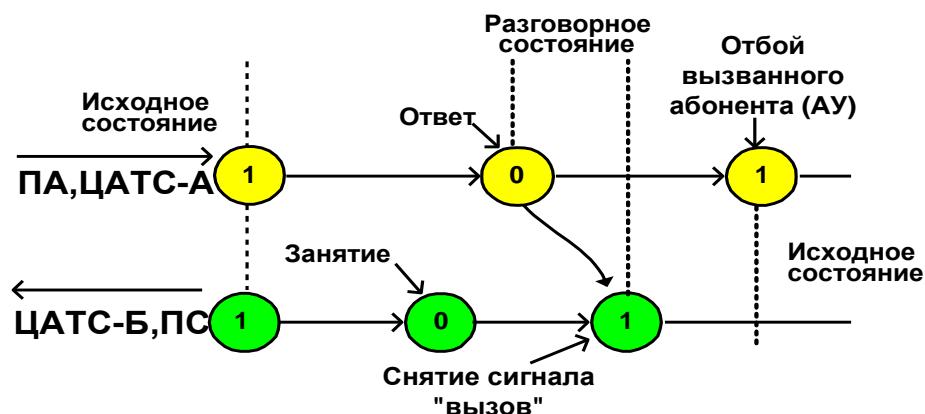 Разговорное
состояние
Отбой
вызванного
абонента (АУ)
Исходное
состояние
Ответ
1
0
1
ПА,ЦАТС-А
Занятие
Исходное
состояние
ЦАТС-Б,ПС
1
0
1
Снятие сигнала
"вызов"